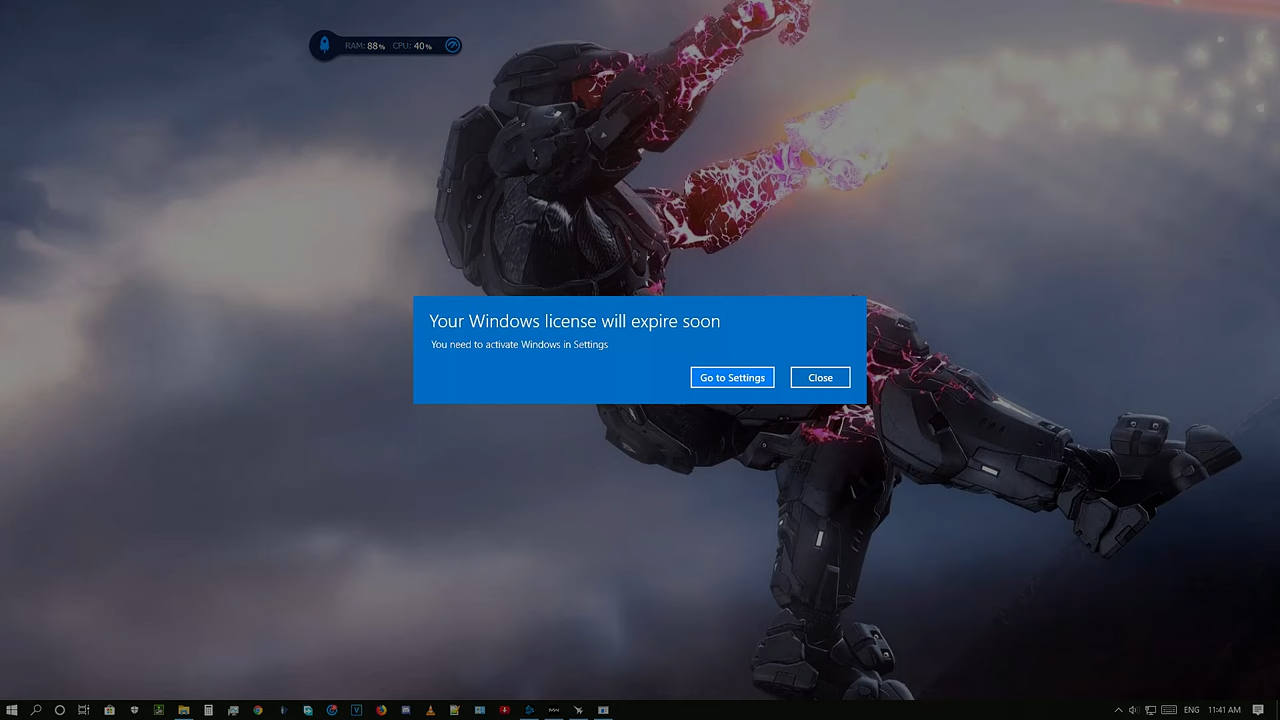 RAM: 88% CPU: 40%
Your Windows license will expire soon
You need to activate Windows in Settings
Go to Settings Close
ENG 11:41 AM